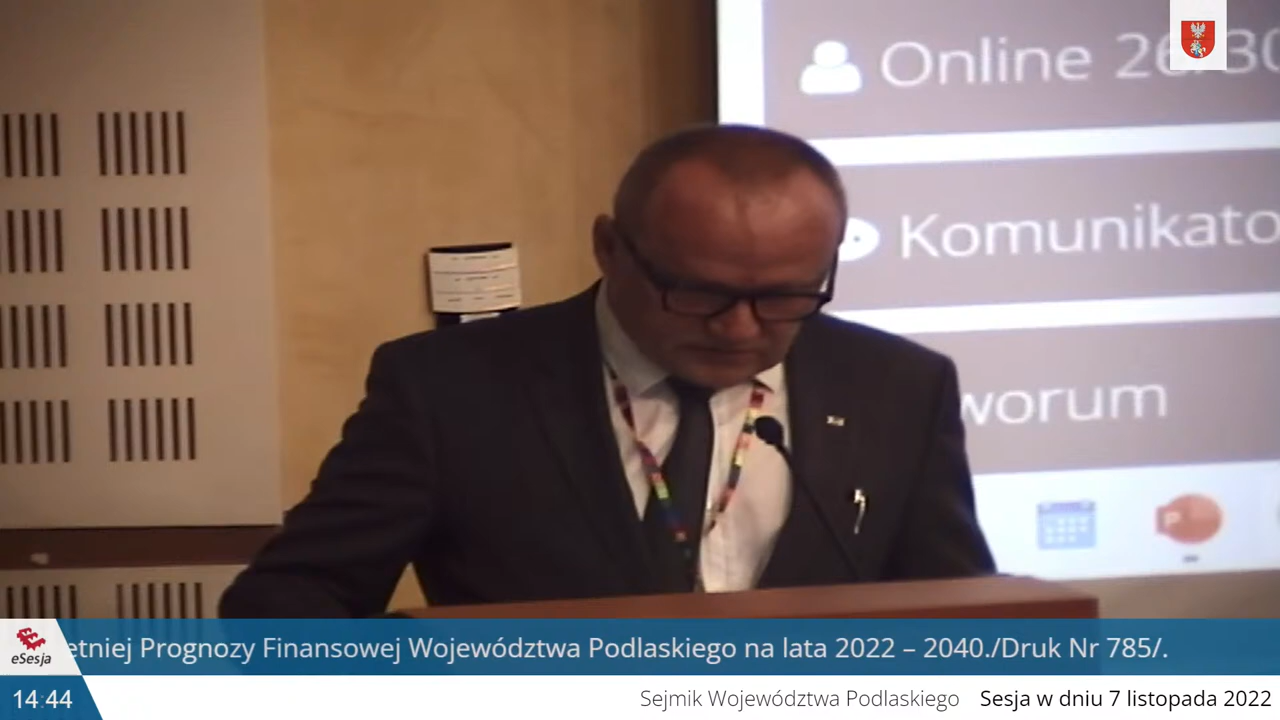 Online 26/30
Komunikato
worum
etniej Prognozy Finansowej Województwa Podlaskiego na lata 2022 – 2040./Druk Nr 785/.
eSesja
14:44
Sejmik Województwa Podlaskiego
Sesja w dniu 7 listopada 2022